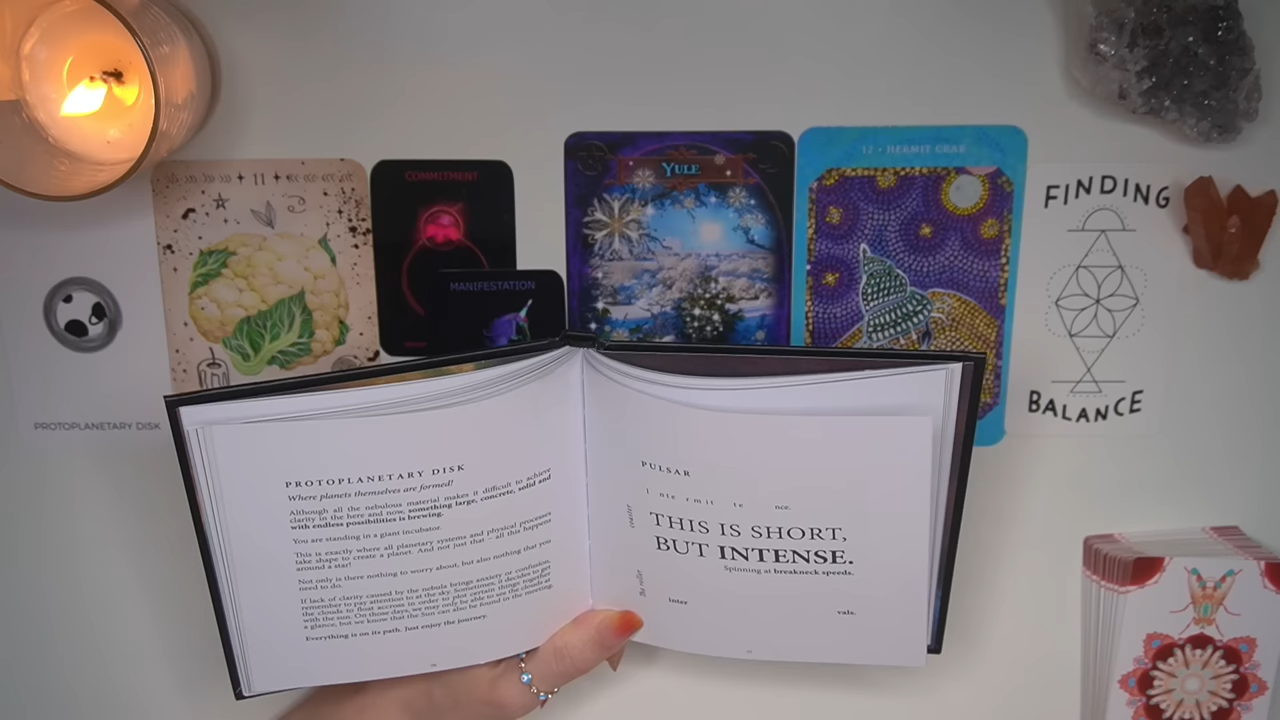 11
COMMITMENT
MANIFESTATION
YULE
12 • HERMIT CRAB
FINDING
BALANCE
PROTOPLANETARY DISK
PROTOPLANETARY DISK
Where planets themselves are formed!
Although all the nebulous material makes it difficult to achieve
clarity in the here and now, something large, concrete, solid and
with endless possibilities is brewing.
You are standing in a giant incubator.
This is exactly where all planetary systems and physical processes
take shape to create a planet. And not just that – all this happens
around a star!
Not only is there nothing to worry about, but also nothing that you
need to do.
If lack of clarity caused by the nebula brings anxiety or confusion,
remember to pay attention to at the sky. Sometimes, it decides to get
the clouds to float accross in order to plot certain things together
with the sun. On those days, we may only be able to see the clouds at
a glance, but we know that the Sun can also be found in the meeting.
Everything is on its path. Just enjoy the journey.
PULSAR
I nte r mit te nce.
THIS IS SHORT,
BUT INTENSE.
Spinning at breakneck speeds.
the roller
coaster
inter vals.